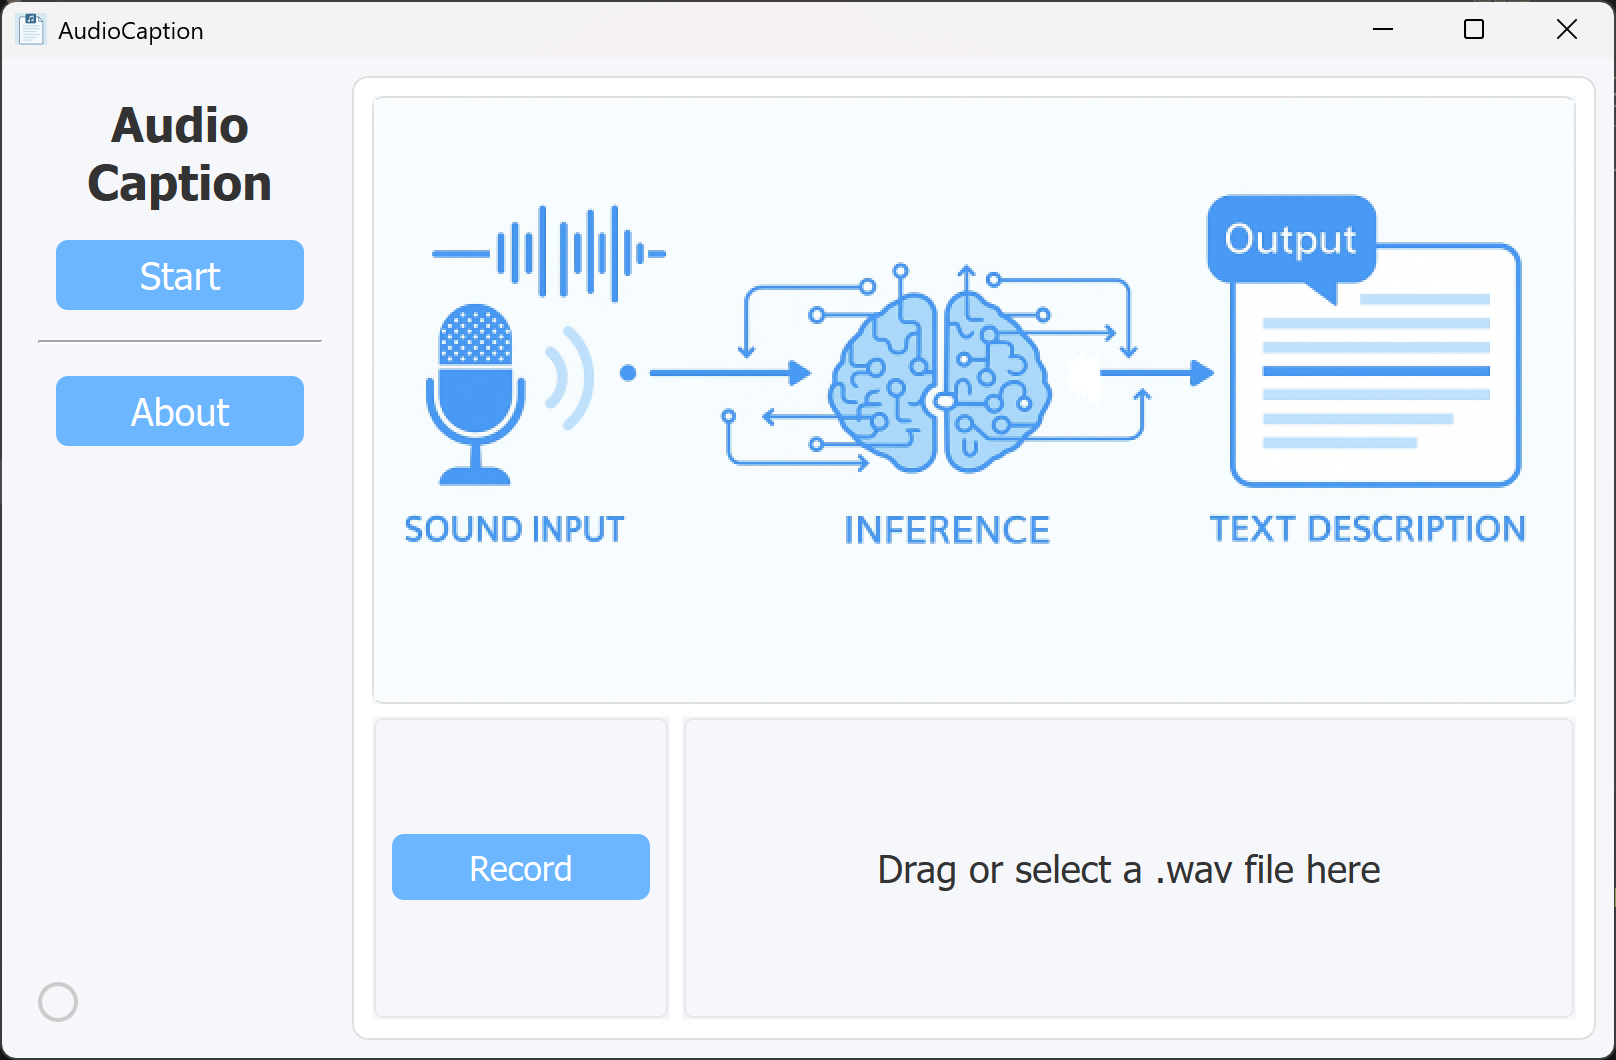 AudioCaption
Audio
Caption
Start
About
Output
SOUND INPUT
INFERENCE
TEXT DESCRIPTION
Record
Drag or select a .wav file here